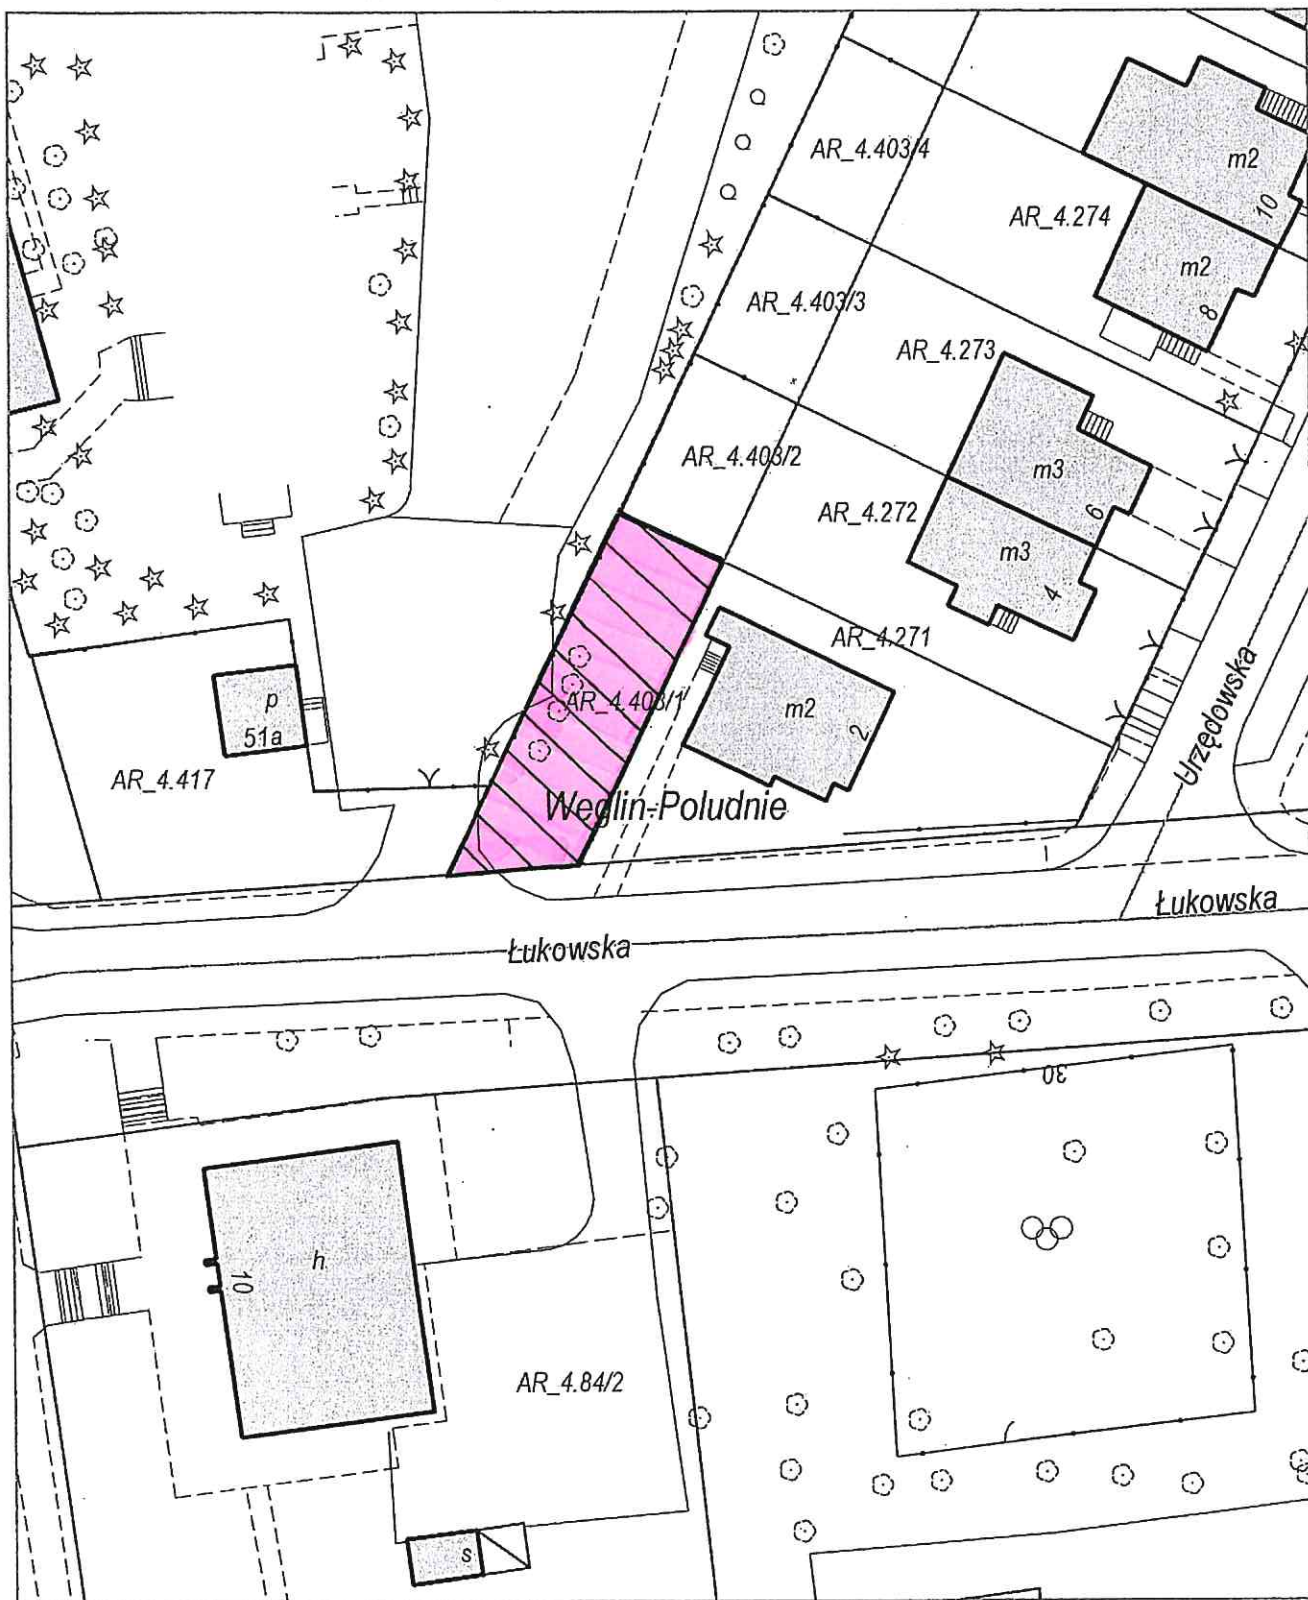 AR_4.403/4
m2
10
AR_4.274
m2
8
AR_4.403/3
AR_4.273
AR_4.403/2
m3
6
AR_4.272
m3
4
AR_4.271
Urzędowska
p
51a
AR_4.403/1
m2
2
AR_4.417
Węglin-Poludnie
Łukowska
Łukowska
30
h
10
AR_4.84/2
s